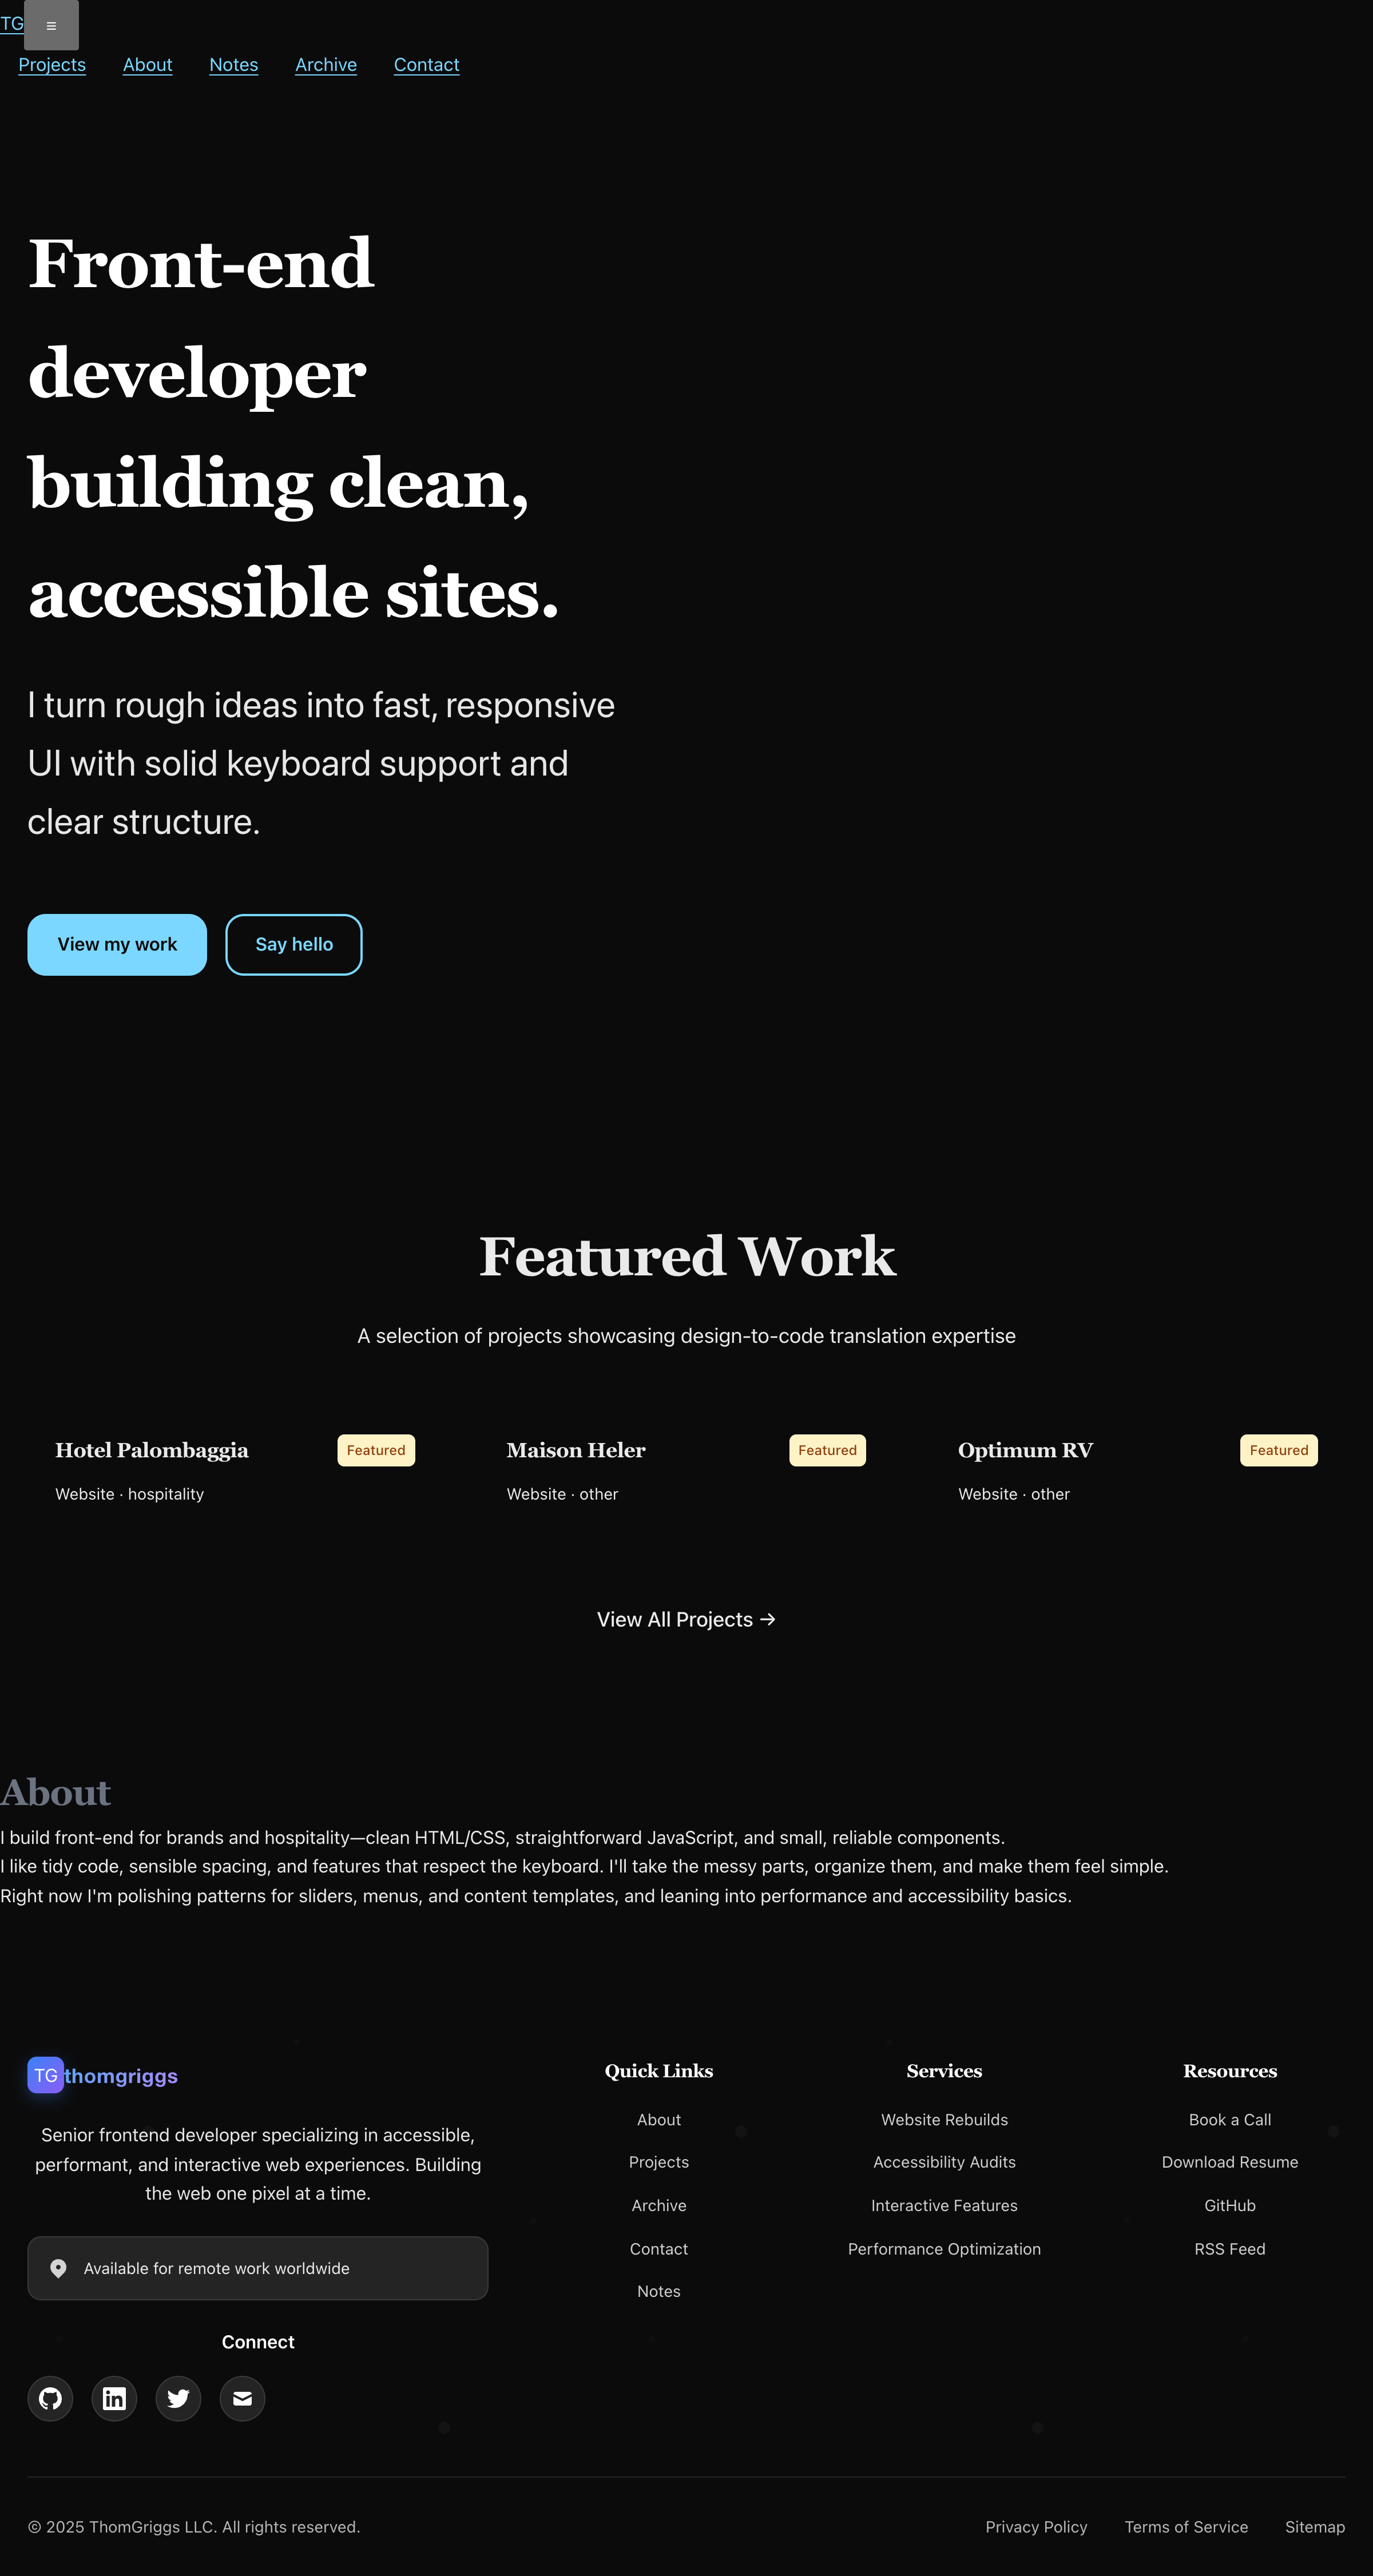 TG
≡
Projects About Notes Archive Contact
Front-end
developer
building clean,
accessible sites.
I turn rough ideas into fast, responsive
UI with solid keyboard support and
clear structure.
View my work Say hello
Featured Work
A selection of projects showcasing design-to-code translation expertise
Hotel Palombaggia Featured
Website · hospitality
Maison Heler Featured
Website · other
Optimum RV Featured
Website · other
View All Projects →
About
I build front-end for brands and hospitality—clean HTML/CSS, straightforward JavaScript, and small, reliable components.
I like tidy code, sensible spacing, and features that respect the keyboard. I'll take the messy parts, organize them, and make them feel simple.
Right now I'm polishing patterns for sliders, menus, and content templates, and leaning into performance and accessibility basics.
TG thomgriggs
Senior frontend developer specializing in accessible,
performant, and interactive web experiences. Building
the web one pixel at a time.
Available for remote work worldwide
Connect
in
Quick Links
About
Projects
Archive
Contact
Notes
Services
Website Rebuilds
Accessibility Audits
Interactive Features
Performance Optimization
Resources
Book a Call
Download Resume
GitHub
RSS Feed
© 2025 ThomGriggs LLC. All rights reserved.
Privacy Policy Terms of Service Sitemap